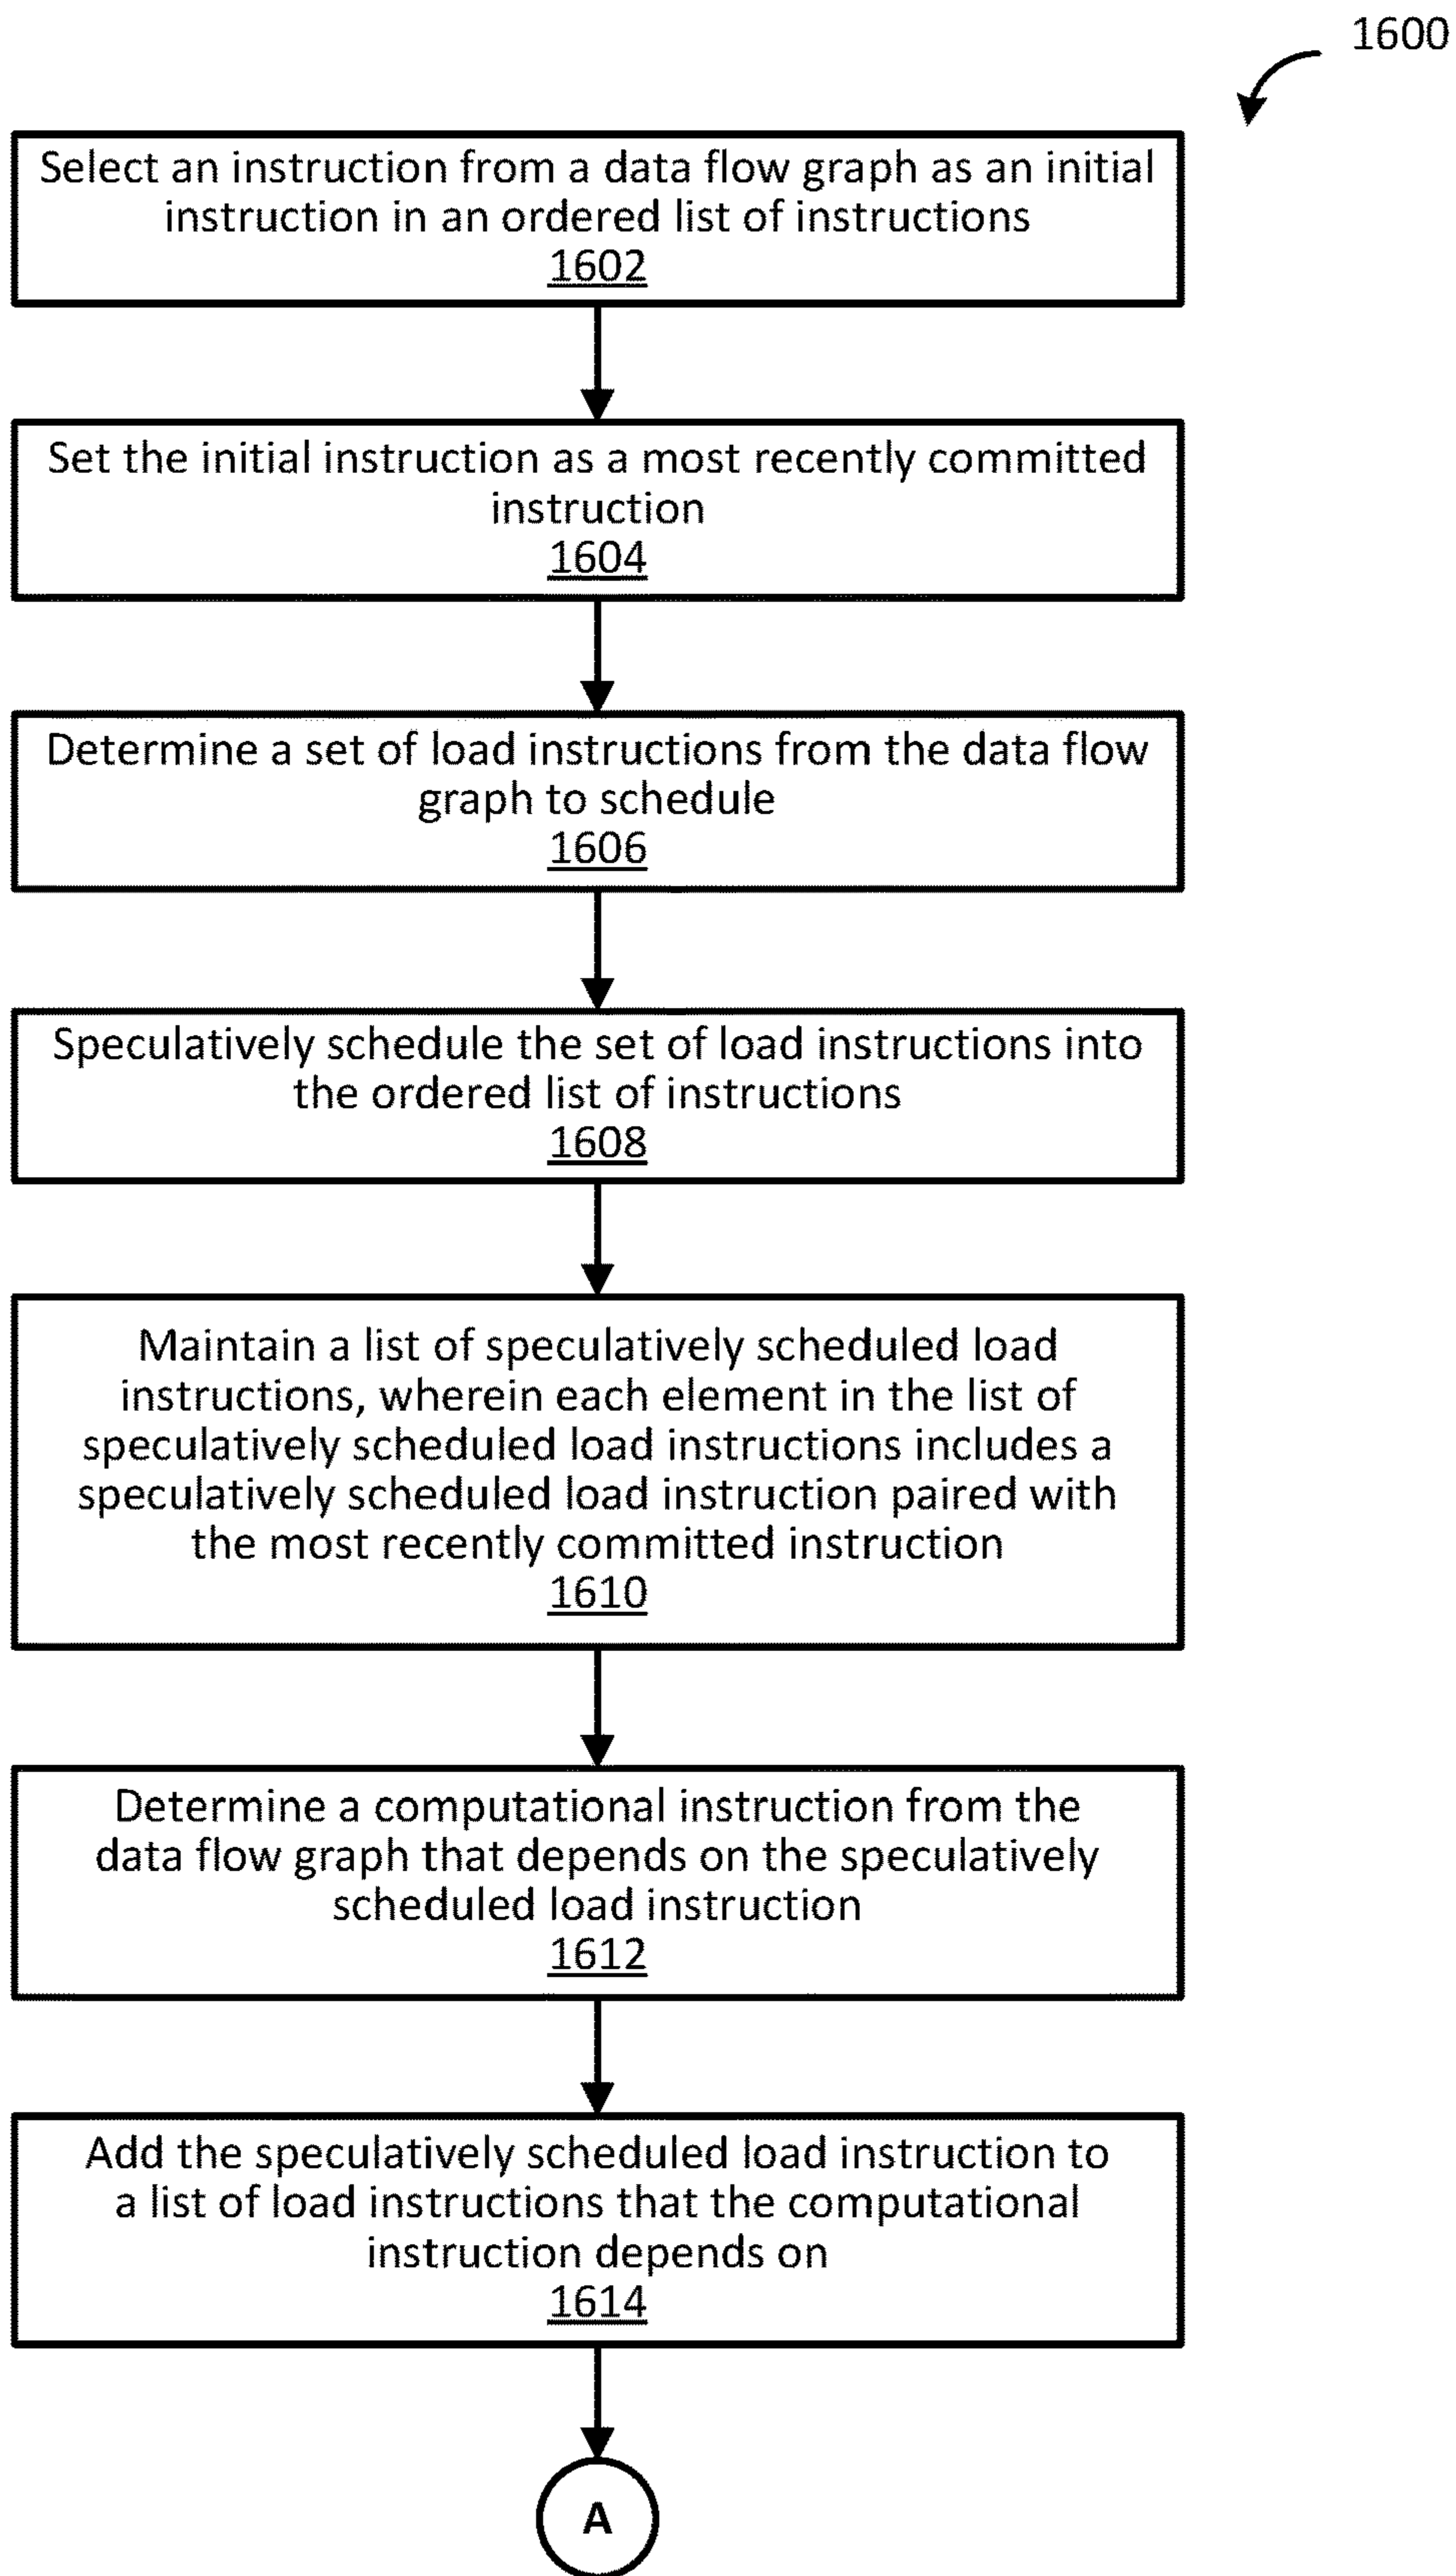 1600
Select an instruction from a data flow graph as an initial
instruction in an ordered list of instructions
1602
Set the initial instruction as a most recently committed
instruction
1604
Determine a set of load instructions from the data flow
graph to schedule
1606
Speculatively schedule the set of load instructions into
the ordered list of instructions
1608
Maintain a list of speculatively scheduled load
instructions, wherein each element in the list of
speculatively scheduled load instructions includes a
speculatively scheduled load instruction paired with
the most recently committed instruction
1610
Determine a computational instruction from the
data flow graph that depends on the speculatively
scheduled load instruction
1612
Add the speculatively scheduled load instruction to
a list of load instructions that the computational
instruction depends on
1614
A